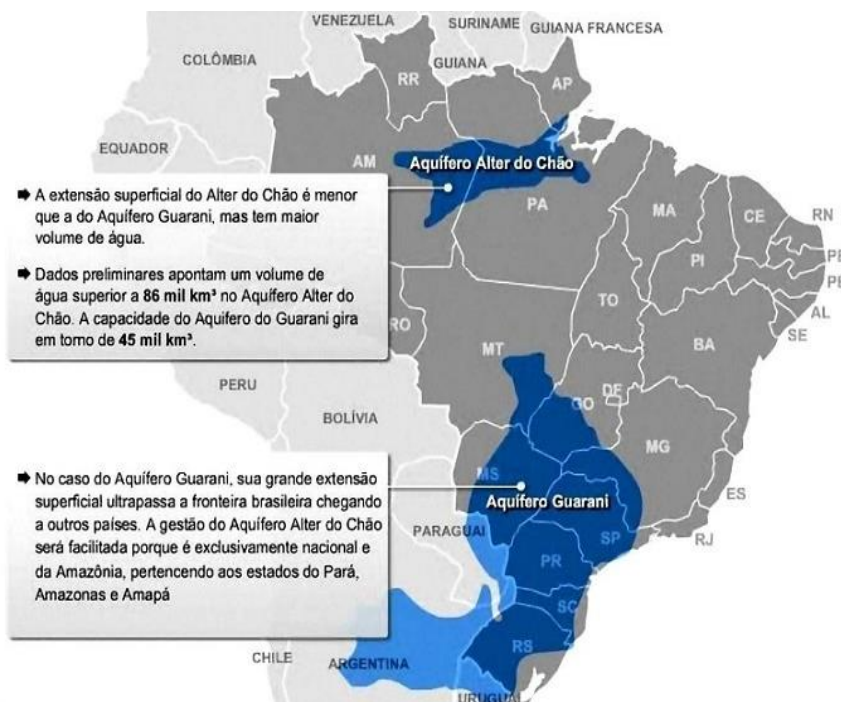 VENEZUELA
SURINAME
GUIANA FRANCESA
COLÔMBIA
GUIANA
RR
AP
EQUADOR
AM
Aquífero Alter do Chão
➡ A extensão superficial do Alter do Chão é menor
que a do Aquífero Guarani, mas tem maior
volume de água.
➡ Dados preliminares apontam um volume de
água superior a 86 mil km³ no Aquífero Alter do
Chão. A capacidade do Aquifero do Guarani gira
em torno de 45 mil km³.
PA
MA
CE
RN
PI
AL
SE
TO
BA
RO
MT
PERU
BOLÍVIA
DF
GO
MG
ES
➡ No caso do Aquífero Guarani, sua grande extensão
superficial ultrapassa a fronteira brasileira chegando
a outros países. A gestão do Aquífero Alter do Chão
será facilitada porque é exclusivamente nacional e
da Amazônia, pertencendo aos estados do Pará,
Amazonas e Amapá
MS
Aquífero Guarani
PARAGUAI
SP
RJ
PR
SC
RS
CHILE
ARGENTINA
URUGUAI